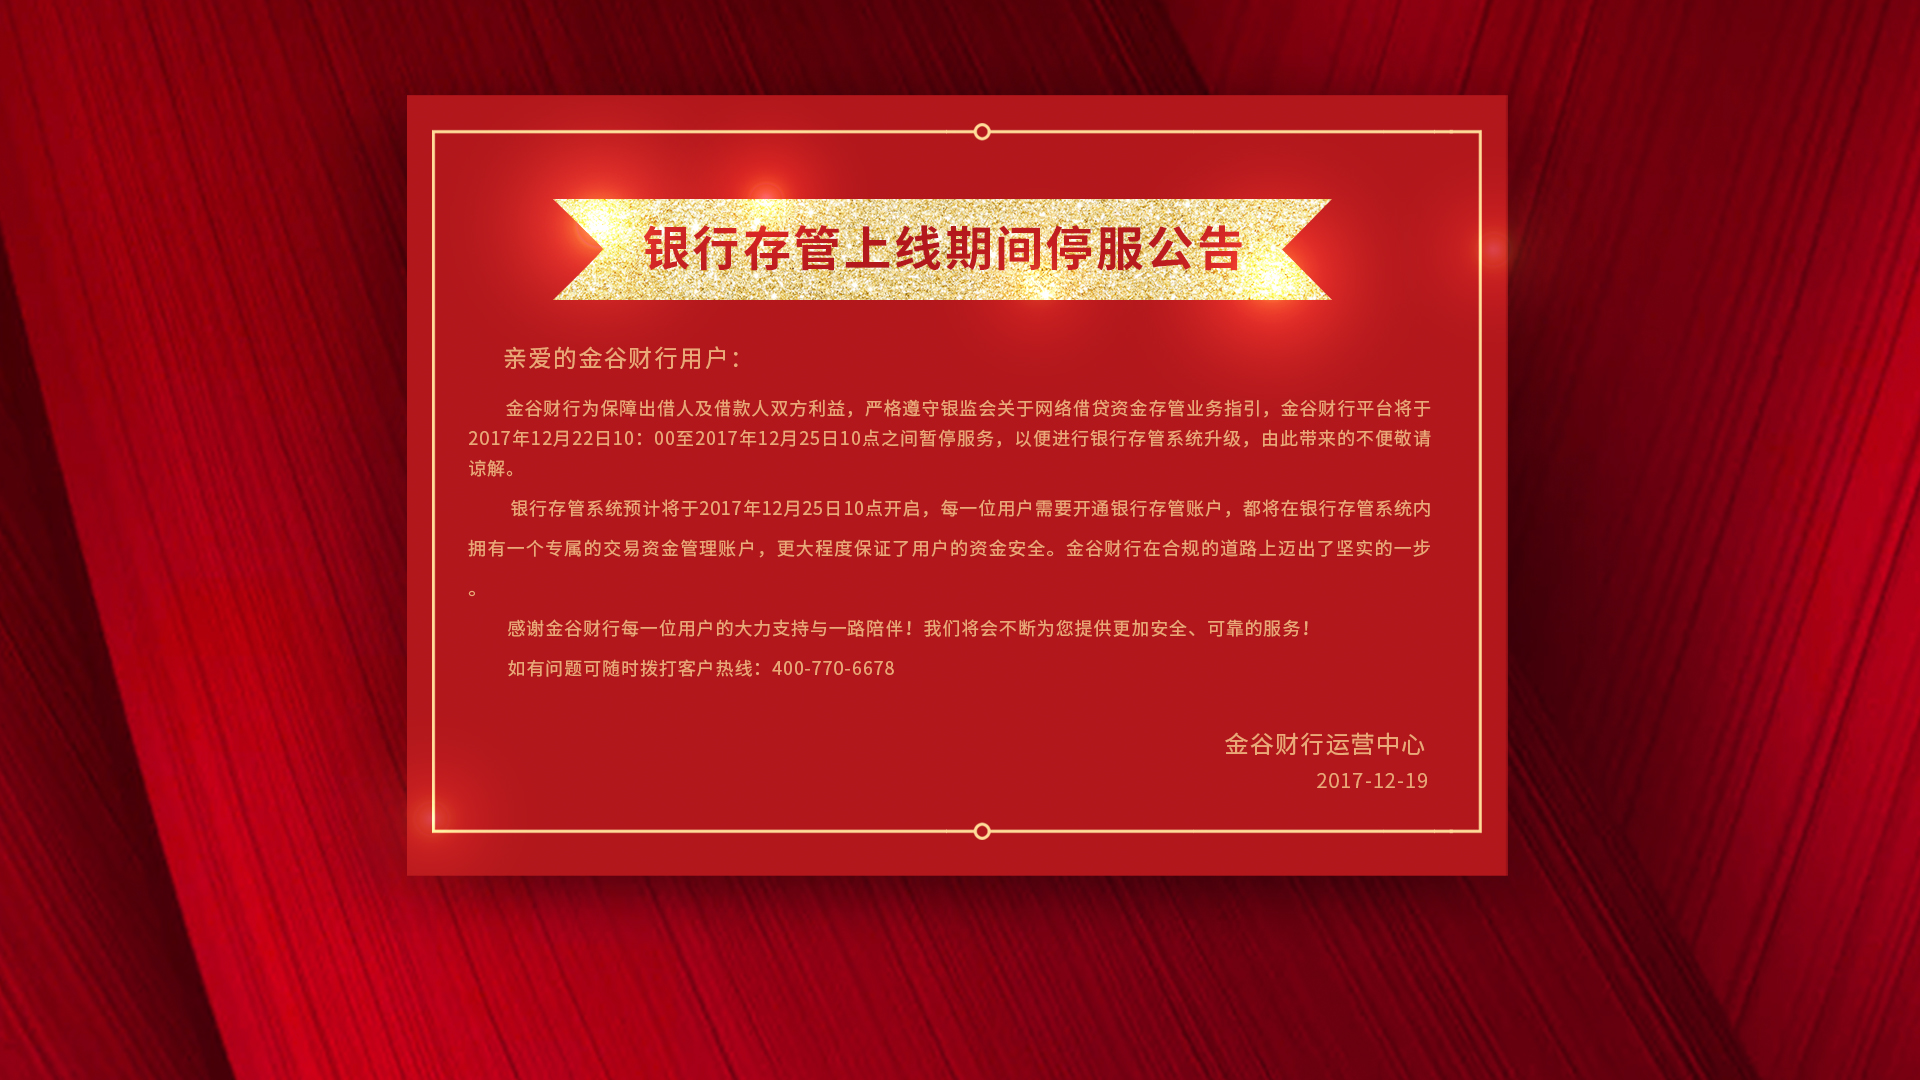 银行存管上线期间停服公告
亲爱的金谷财行用户：
金谷财行为保障出借人及借款人双方利益，严格遵守银监会关于网络借贷资金存管业务指引，金谷财行平台将于
2017年12月22日10：00至2017年12月25日10点之间暂停服务，以便进行银行存管系统升级，由此带来的不便敬请
谅解。
银行存管系统预计将于2017年12月25日10点开启，每一位用户需要开通银行存管账户，都将在银行存管系统内
拥有一个专属的交易资金管理账户，更大程度保证了用户的资金安全。金谷财行在合规的道路上迈出了坚实的一步
。
感谢金谷财行每一位用户的大力支持与一路陪伴！我们将会不断为您提供更加安全、可靠的服务！
如有问题可随时拨打客户热线：400-770-6678
金谷财行运营中心
2017-12-19